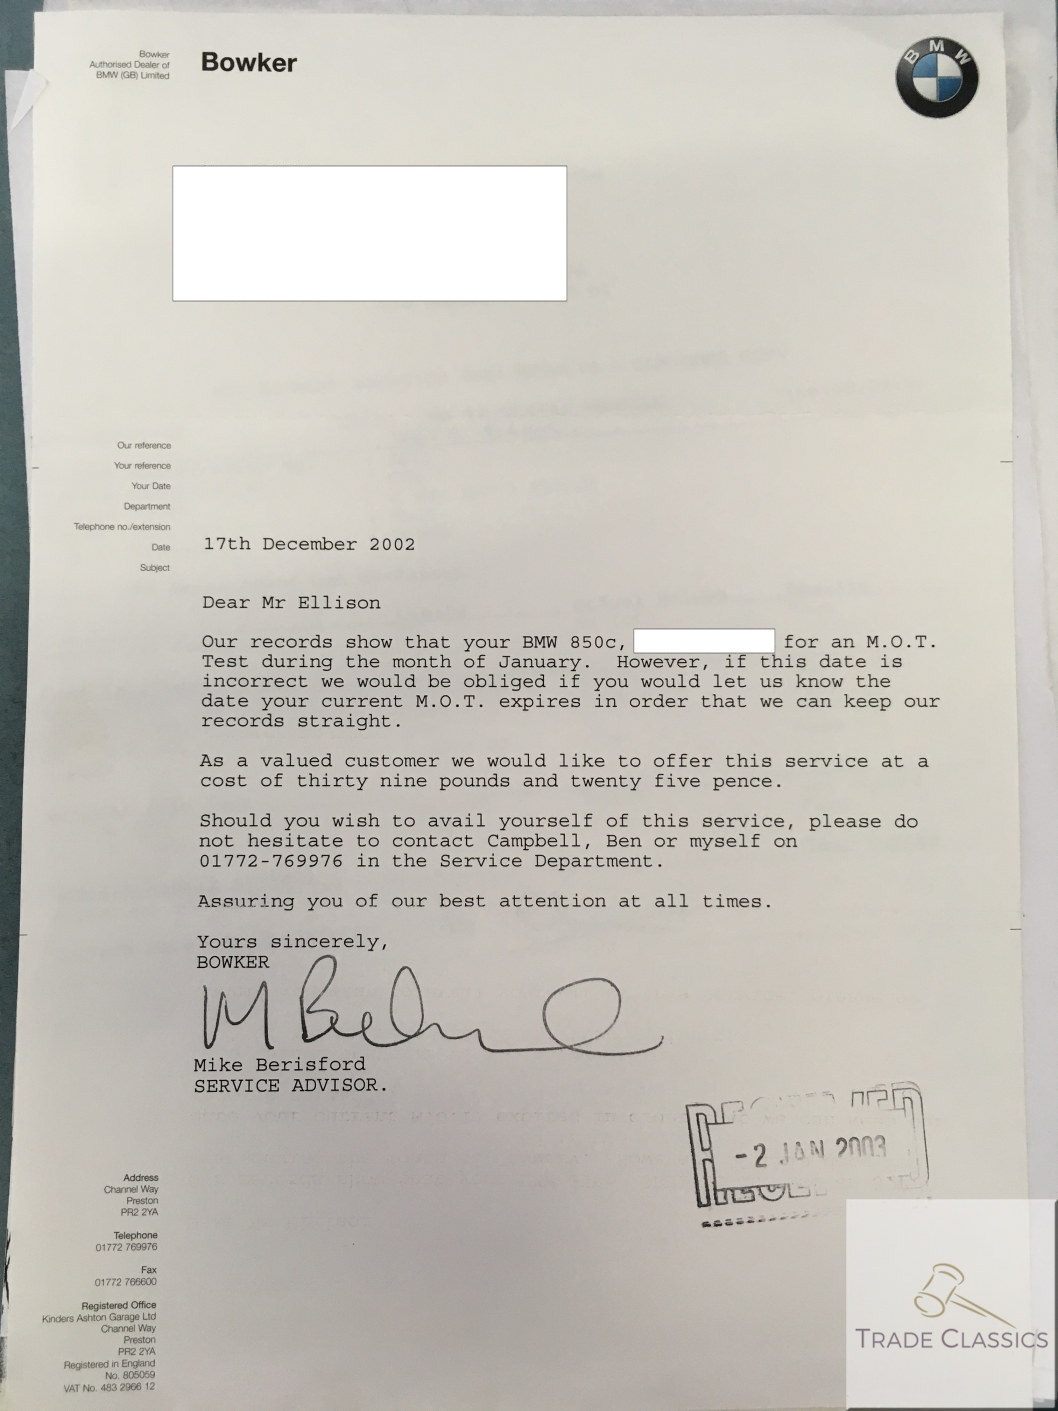 Bowker
Authorised Dealer of
BMW (GB) Limited
Bowker
BMW
Our reference
Your reference
Your Date
Department
Telephone no./extension
Date
17th December 2002
Subject
Dear Mr Ellison
Our records show that your BMW 850c, for an M.O.T.
Test during the month of January. However, if this date is
incorrect we would be obliged if you would let us know the
date your current M.O.T. expires in order that we can keep our
records straight.
As a valued customer we would like to offer this service at a
cost of thirty nine pounds and twenty five pence.
Should you wish to avail yourself of this service, please do
not hesitate to contact Campbell, Ben or myself on
01772-769976 in the Service Department.
Assuring you of our best attention at all times.
Yours sincerely,
BOWKER
Mike Berisford
SERVICE ADVISOR.
-2 JAN 2003
Address
Channel Way
Preston
PR2 2YA
Telephone
01772 769976
Fax
01772 766600
Registered Office
Kinders Ashton Garage Ltd
Channel Way
Preston
PR2 2YA
Registered in England
No. 805059
VAT No. 483 2966 12
TRADE CLASSICS